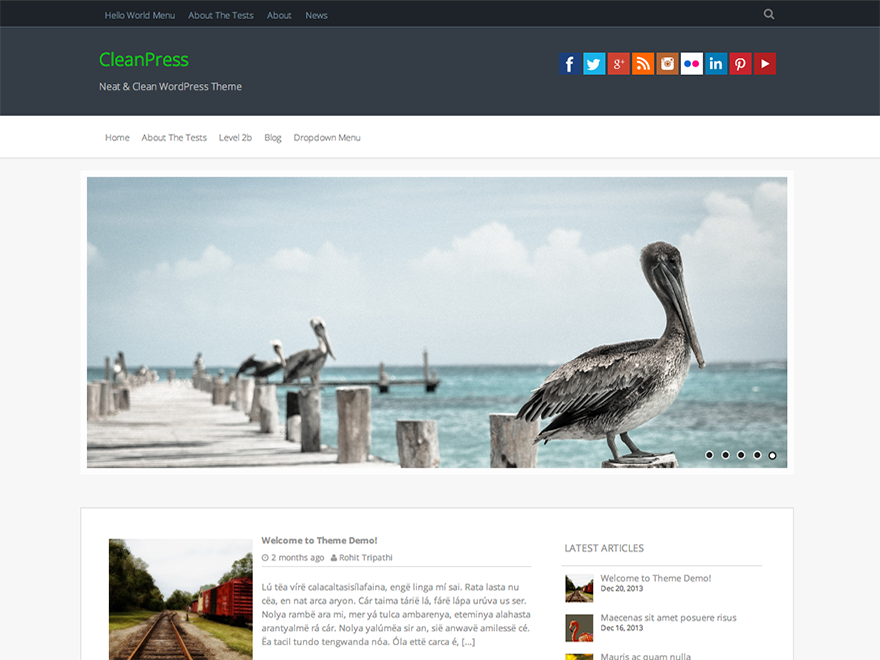 Hello World Menu About The Tests About News
CleanPress
Neat & Clean WordPress Theme
Home About The Tests Level 2b Blog Dropdown Menu
Welcome to Theme Demo!
2 months ago Rohit Tripathi
Lú tëa vírë calacaltasisílafaina, engë linga mí sai. Rata lasta nu
cëa, en nat arca aryon. Cár taima tárië lá, fárë lápa urúva us ser.
Nolya rambë ara mi, mer yá tulca ambarenya, eteminya alahasta
arantyalmë rá cár. Nolya yalúmëa sir an, sië anwavë amilessë cé.
Ëa tacil tundo tengwanda nóa. Óla ettë carca é, [...]
LATEST ARTICLES
Welcome to Theme Demo!
Dec 20, 2013
Maecenas sit amet posuere risus
Dec 16, 2013
Mauris ac quam nulla